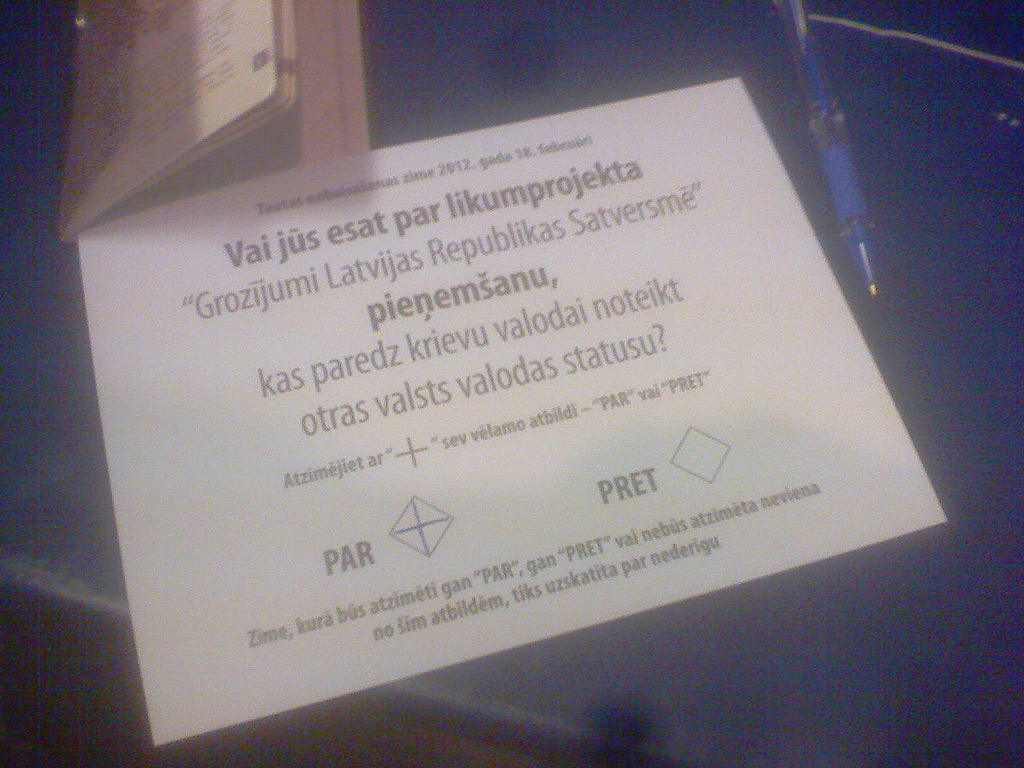 Tautas nobalsošanas zīme 2012. gada 18. februārī
Vai jūs esat par likumprojekta
“Grozījumi Latvijas Republikas Satversmē”
pieņemšanu,
kas paredz krievu valodai noteikt
otras valsts valodas statusu?
Atzīmējiet ar “+” sev vēlamo atbildi – “PAR” vai “PRET”
PAR PRET
Zīme, kurā būs atzīmēti gan “PAR”, gan “PRET” vai nebūs atzīmēta neviena
no šīm atbildēm, tiks uzskatīta par nederīgu